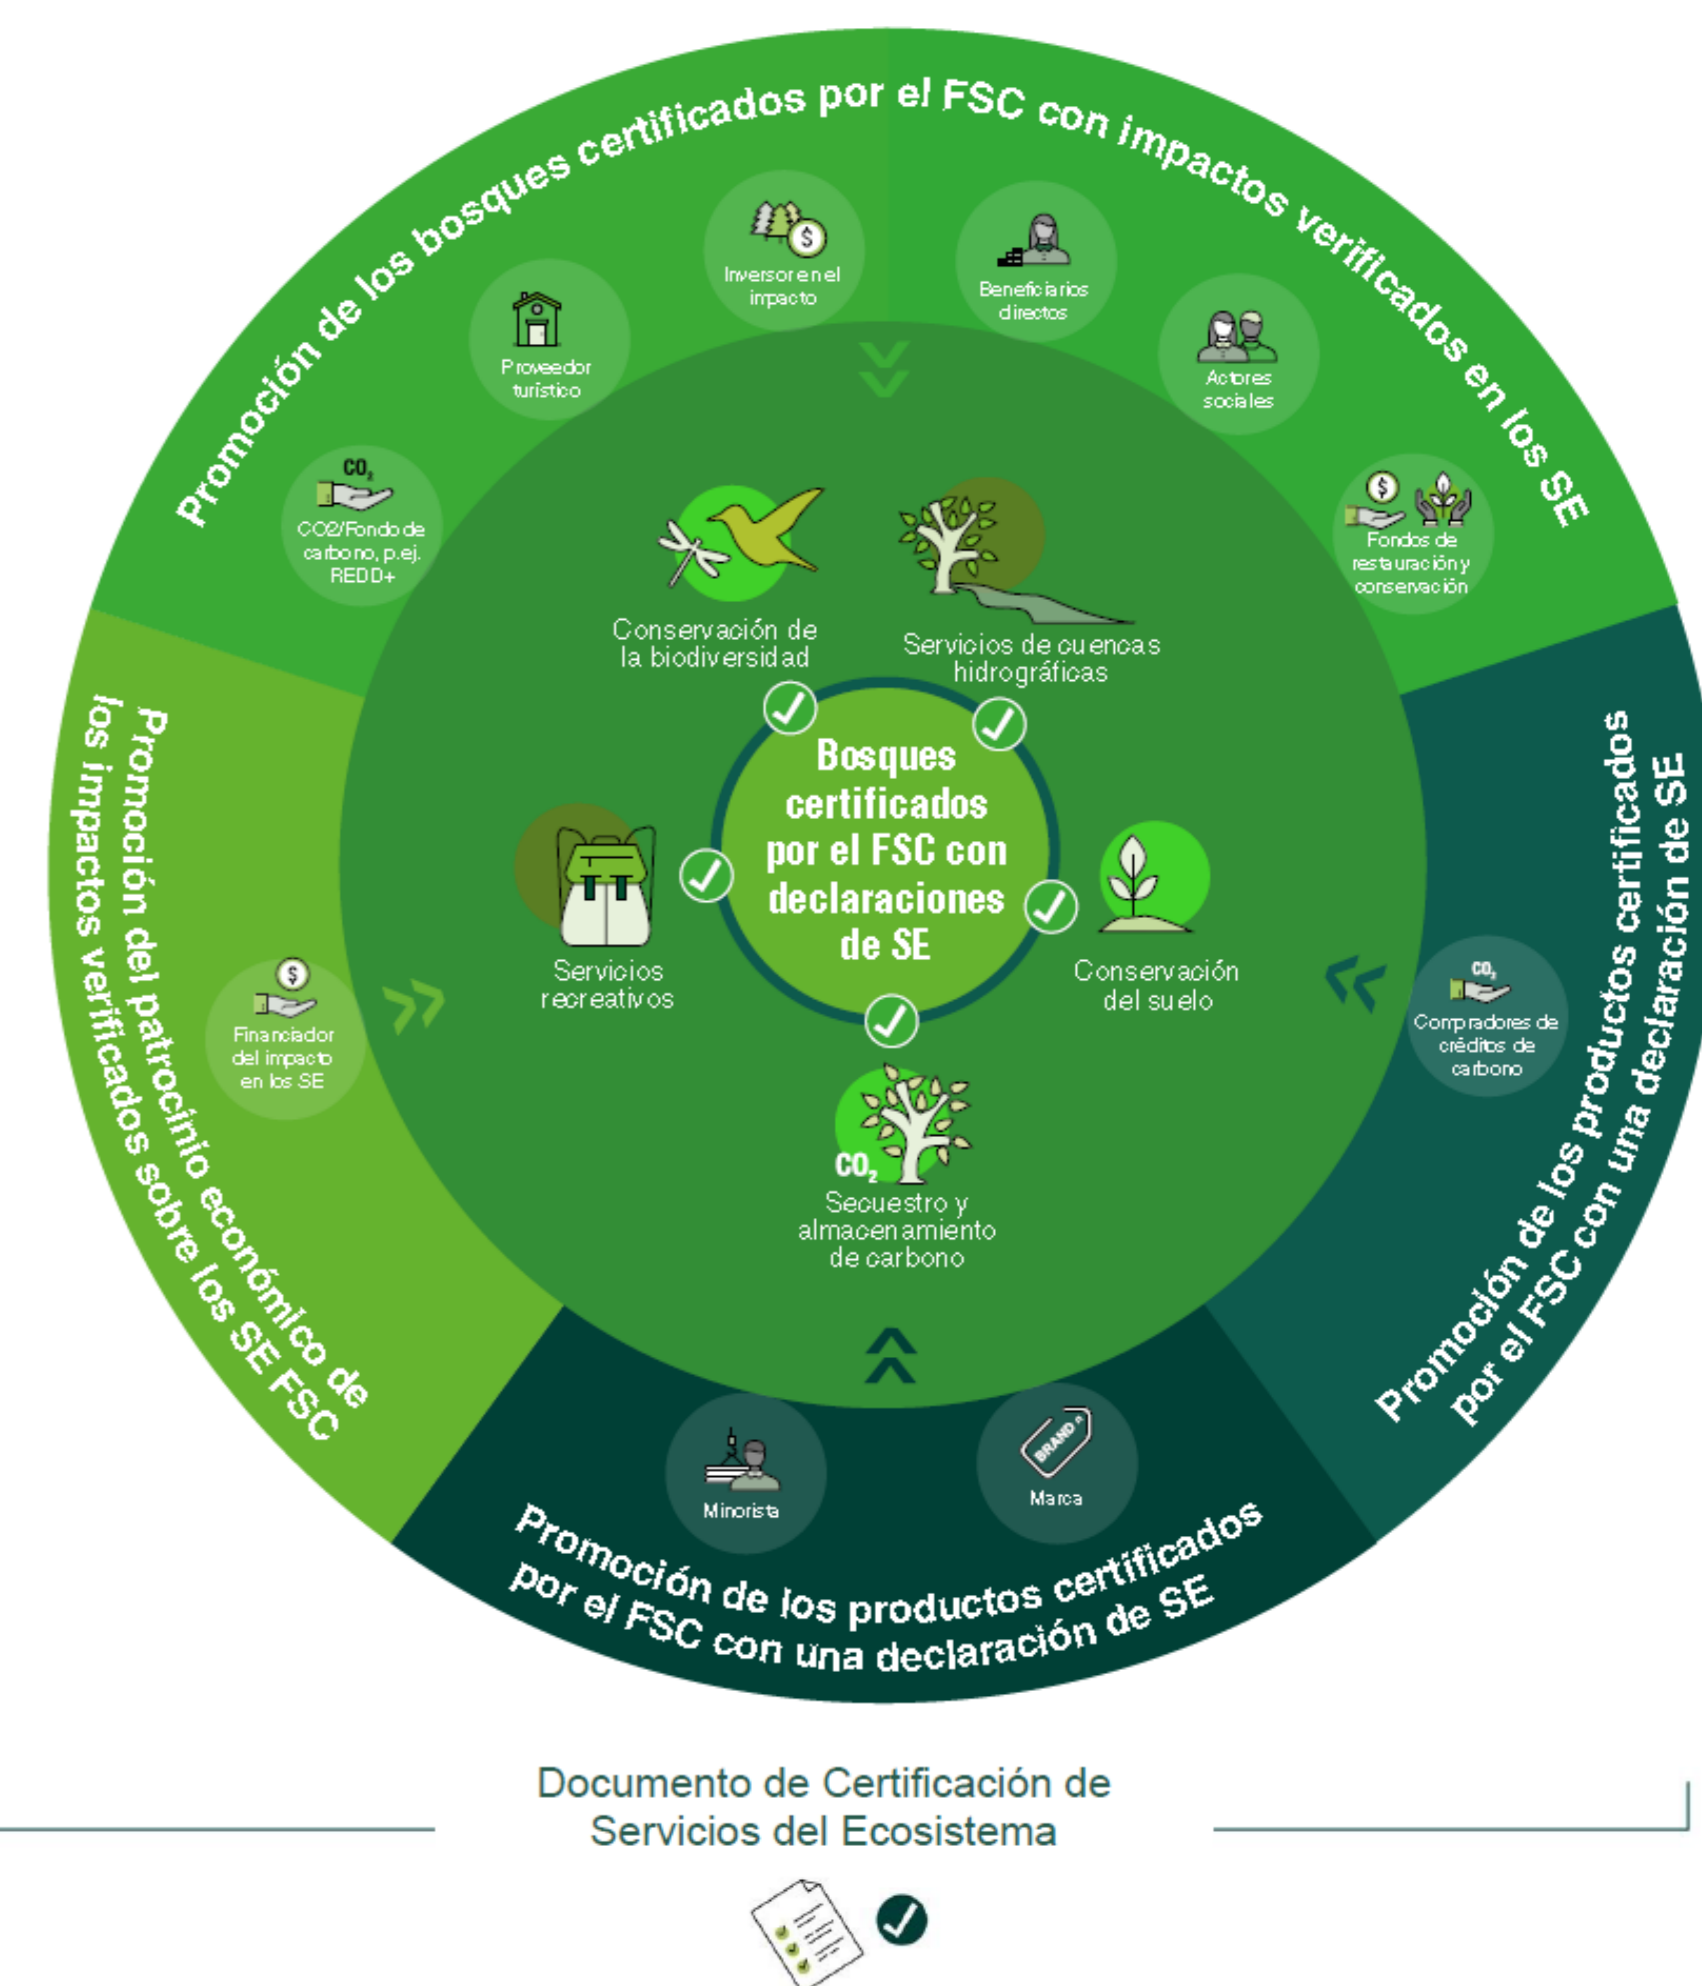 Promoción de los bosques certificados por el FSC con impactos verificados en los SE
$
Inversor en el
impacto
Beneficiarios
directos
Proveedor
turístico
Actores
sociales
CO₂
CO2/Fondo de
carbono, p.ej.
REDD+
$
Fondos de
restauración y
conservación
Conservación de
la biodiversidad
Servicios de cuencas
hidrográficas
Bosques
certificados
por el FSC con
declaraciones
de SE
Servicios
recreativos
Conservación
del suelo
CO₂
Secuestro y
almacenamiento
de carbono
Promoción del patrocinio económico de
los impactos verificados sobre los SE FSC
$
Financiador
del impacto
en los SE
Promoción de los productos certificados
por el FSC con una declaración de SE
CO₂
Compradores de
créditos de
carbono
Minorista
BRAND
Marca
Promoción de los productos certificados
por el FSC con una declaración de SE
Documento de Certificación de
Servicios del Ecosistema